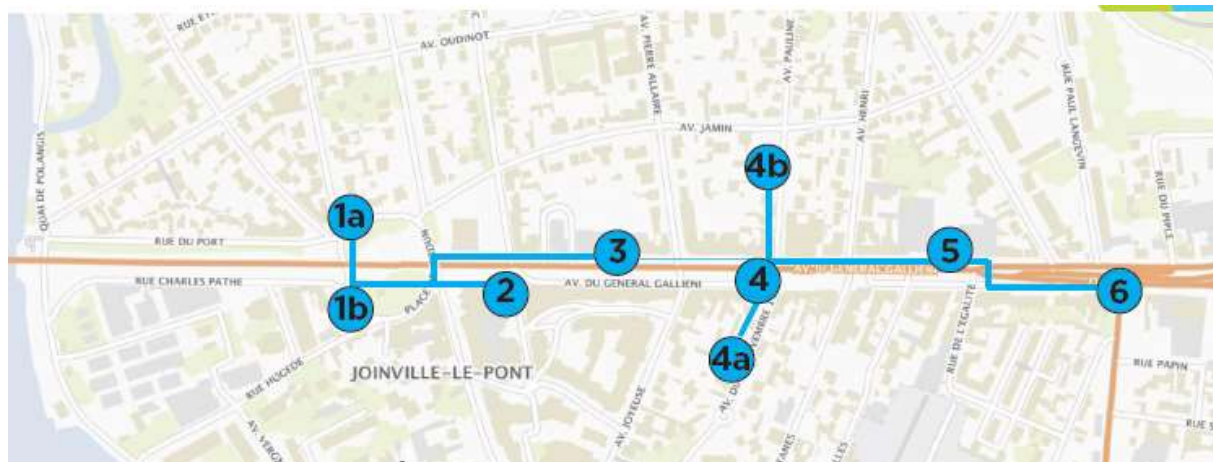 AV. OUDINOT
AV. PIERRE ALLAIRE
AV. PAULINE
AV. HENRI
RUE PAUL LANGEVIN
RUE DU PIPLE
QUAI DE POLANGIS
AV. JAMIN
4b
1a
RUE DU PORT
3
5
AV. DU GENERAL GALLIENI
RUE CHARLES PATHE
PLACE
1b
2
AV. DU GENERAL GALLIENI
4
6
RUE DE L'EGALITE
4a
RUE HUGEDE
JOINVILLE-LE-PONT
AV. JOYEUSE
RUE PAPIN